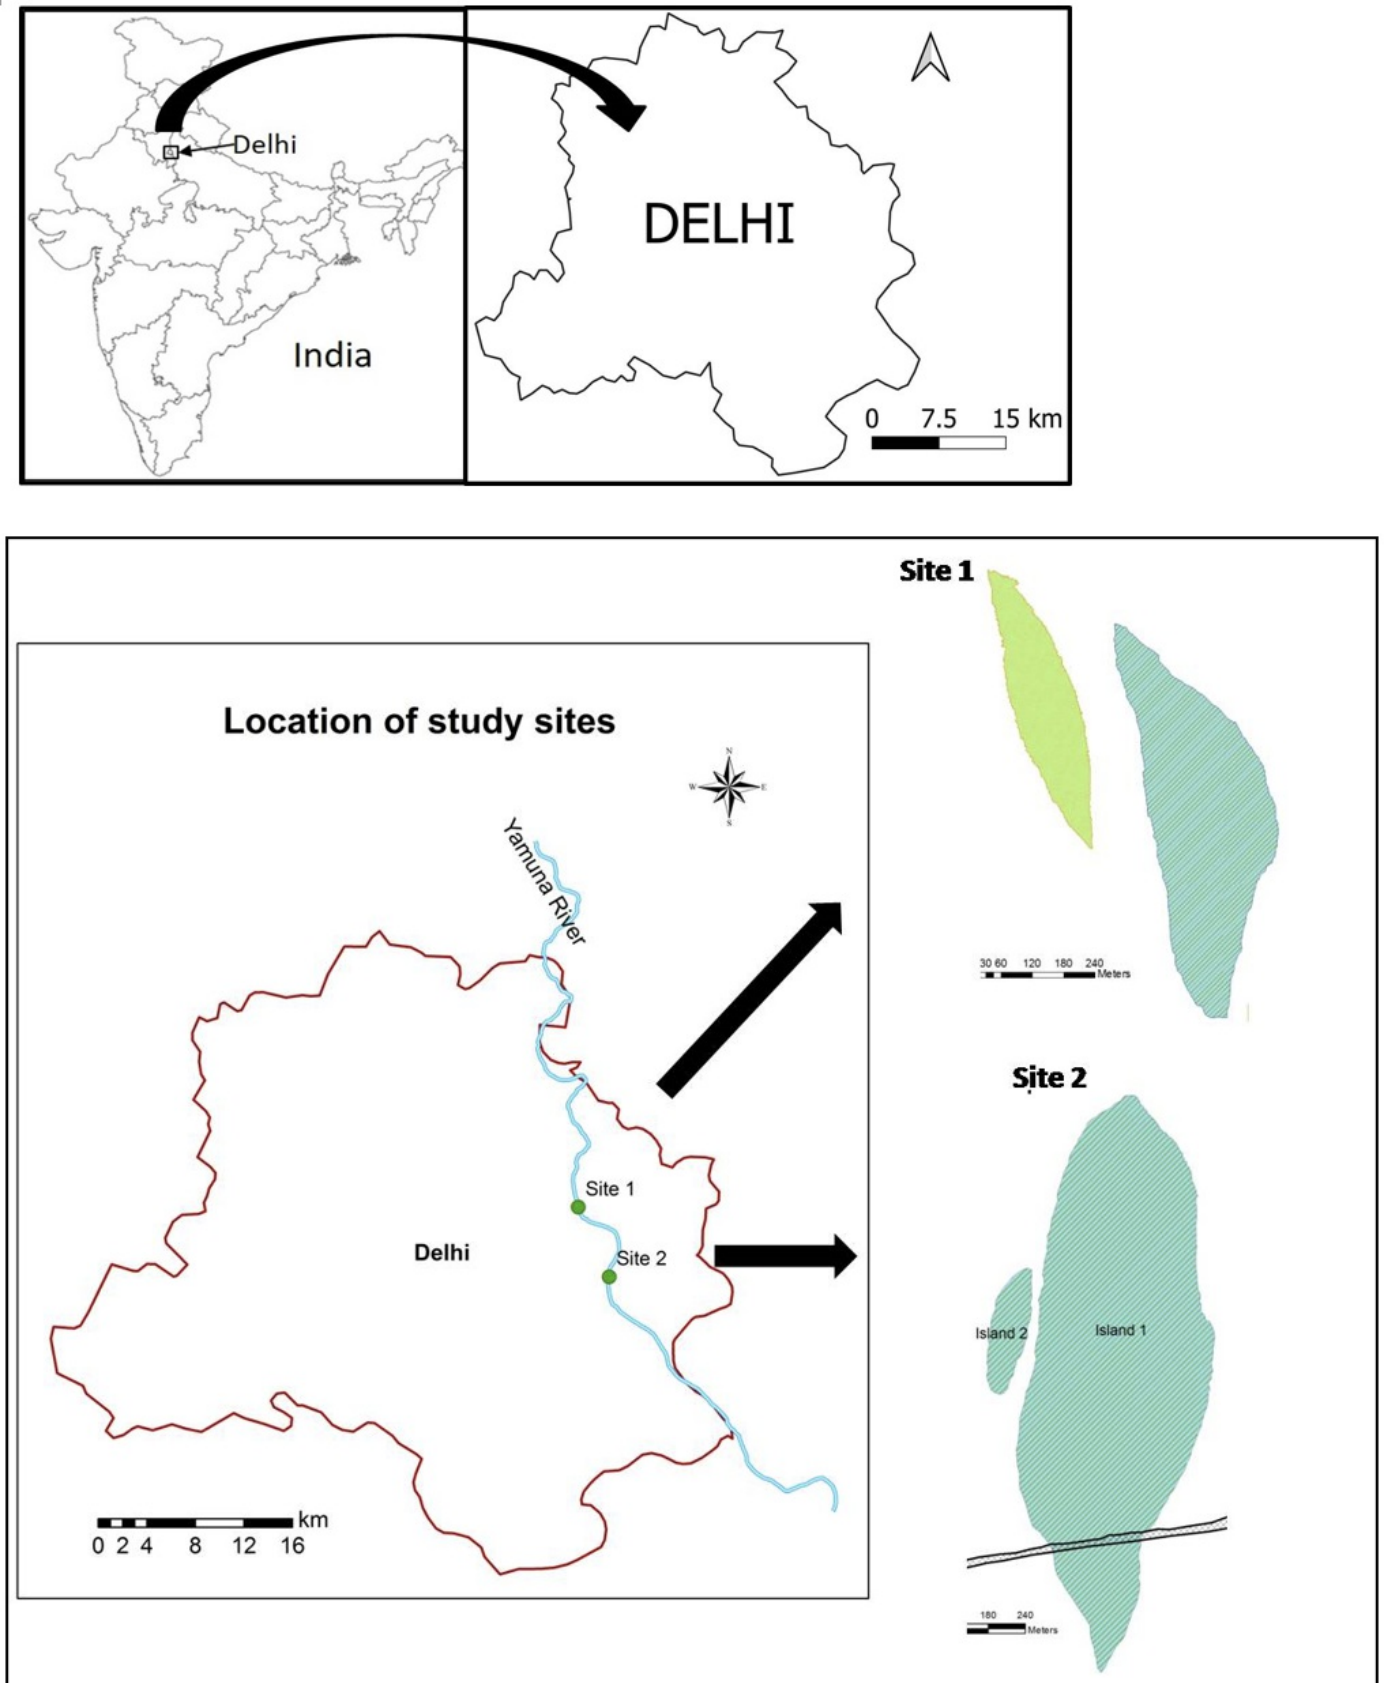 Delhi
India
DELHI
0 7.5 15 km
Site 1
Location of study sites
N
W E
S
Yamuna River
30 60 120 180 240
Meters
Site 2
Site 1
Site 2
Delhi
Island 2
Island 1
km
0 2 4 8 12 16
180 240
Meters